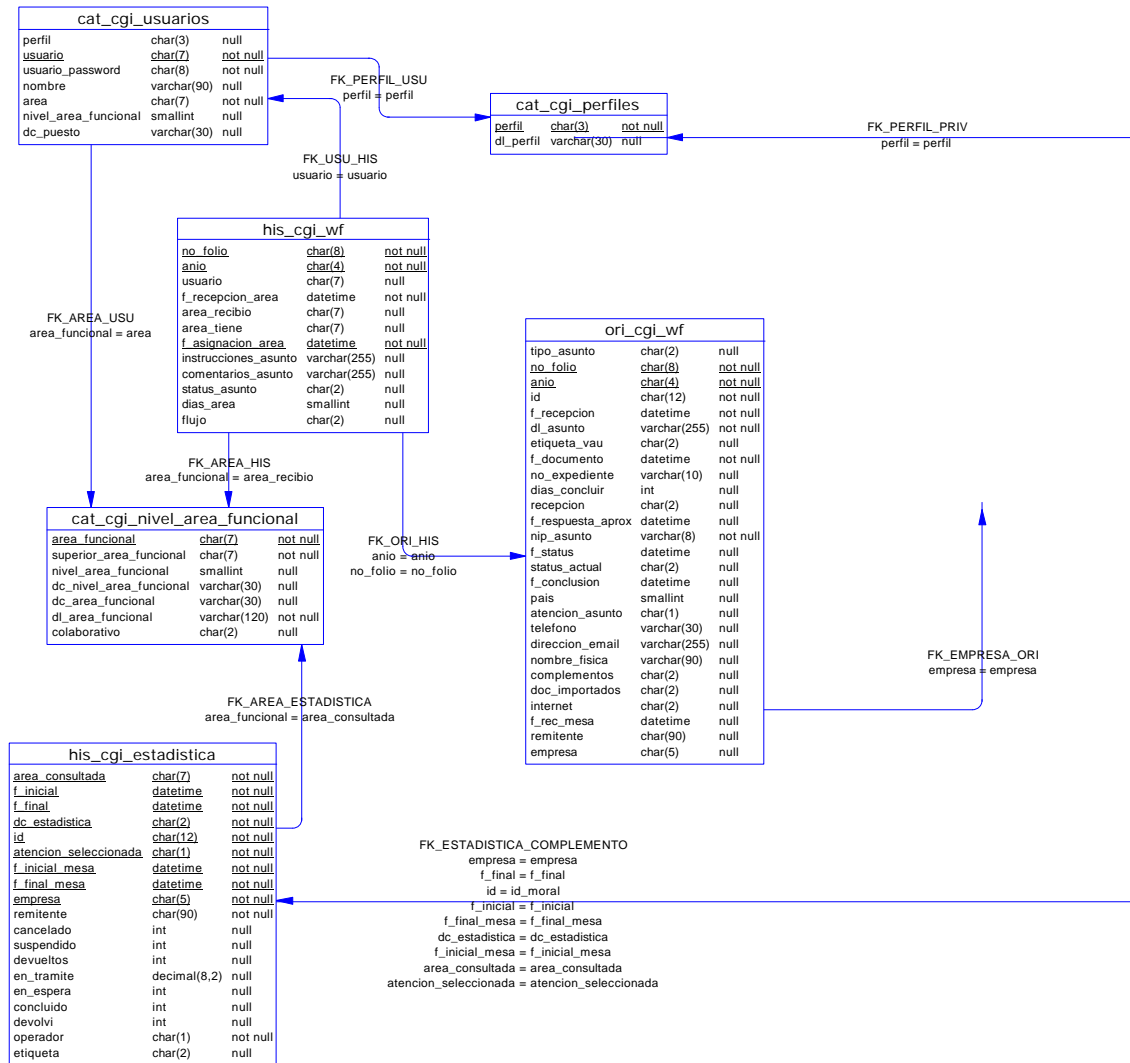 cat_cgi_usuarios
perfil char(3) null
usuario char(7) not null
usuario_password char(8) not null
nombre varchar(90) null
area char(7) not null
nivel_area_funcional smallint null
dc_puesto varchar(30) null
FK_PERFIL_USU
perfil = perfil
cat_cgi_perfiles
perfil char(3) not null
dl_perfil varchar(30) null
FK_PERFIL_PRIV
perfil = perfil
FK_USU_HIS
usuario = usuario
his_cgi_wf
no_folio char(8) not null
anio char(4) not null
usuario char(7) null
f_recepcion_area datetime not null
area_recibio char(7) null
area_tiene char(7) null
f_asignacion_area datetime not null
instrucciones_asunto varchar(255) null
comentarios_asunto varchar(255) null
status_asunto char(2) null
dias_area smallint null
flujo char(2) null
FK_AREA_USU
area_funcional = area
ori_cgi_wf
tipo_asunto char(2) null
no_folio char(8) not null
anio char(4) not null
id char(12) not null
f_recepcion datetime not null
dl_asunto varchar(255) not null
etiqueta_vau char(2) null
f_documento datetime not null
no_expediente varchar(10) null
dias_concluir int null
recepcion char(2) null
f_respuesta_aprox datetime null
nip_asunto varchar(8) not null
f_status datetime null
status_actual char(2) null
f_conclusion datetime null
pais smallint null
atencion_asunto char(1) null
telefono varchar(30) null
direccion_email varchar(255) null
nombre_fisica varchar(90) null
complementos char(2) null
doc_importados char(2) null
internet char(2) null
f_rec_mesa datetime null
remitente char(90) null
empresa char(5) null
FK_AREA_HIS
area_funcional = area_recibio
cat_cgi_nivel_area_funcional
area_funcional char(7) not null
superior_area_funcional char(7) not null
nivel_area_funcional smallint null
dc_nivel_area_funcional varchar(30) null
dc_area_funcional varchar(30) null
dl_area_funcional varchar(120) not null
colaborativo char(2) null
FK_ORI_HIS
anio = anio
no_folio = no_folio
FK_EMPRESA_ORI
empresa = empresa
FK_AREA_ESTADISTICA
area_funcional = area_consultada
his_cgi_estadistica
area_consultada char(7) not null
f_inicial datetime not null
f_final datetime not null
dc_estadistica char(2) not null
id char(12) not null
atencion_seleccionada char(1) not null
f_inicial_mesa datetime not null
f_final_mesa datetime not null
empresa char(5) not null
remitente char(90) not null
cancelado int null
suspendido int null
devueltos int null
en_tramite decimal(8,2) null
en_espera int null
concluido int null
devolvi int null
operador char(1) not null
etiqueta char(2) null
FK_ESTADISTICA_COMPLEMENTO
empresa = empresa
f_final = f_final
id = id_moral
f_inicial = f_inicial
f_final_mesa = f_final_mesa
dc_estadistica = dc_estadistica
f_inicial_mesa = f_inicial_mesa
area_consultada = area_consultada
atencion_seleccionada = atencion_seleccionada